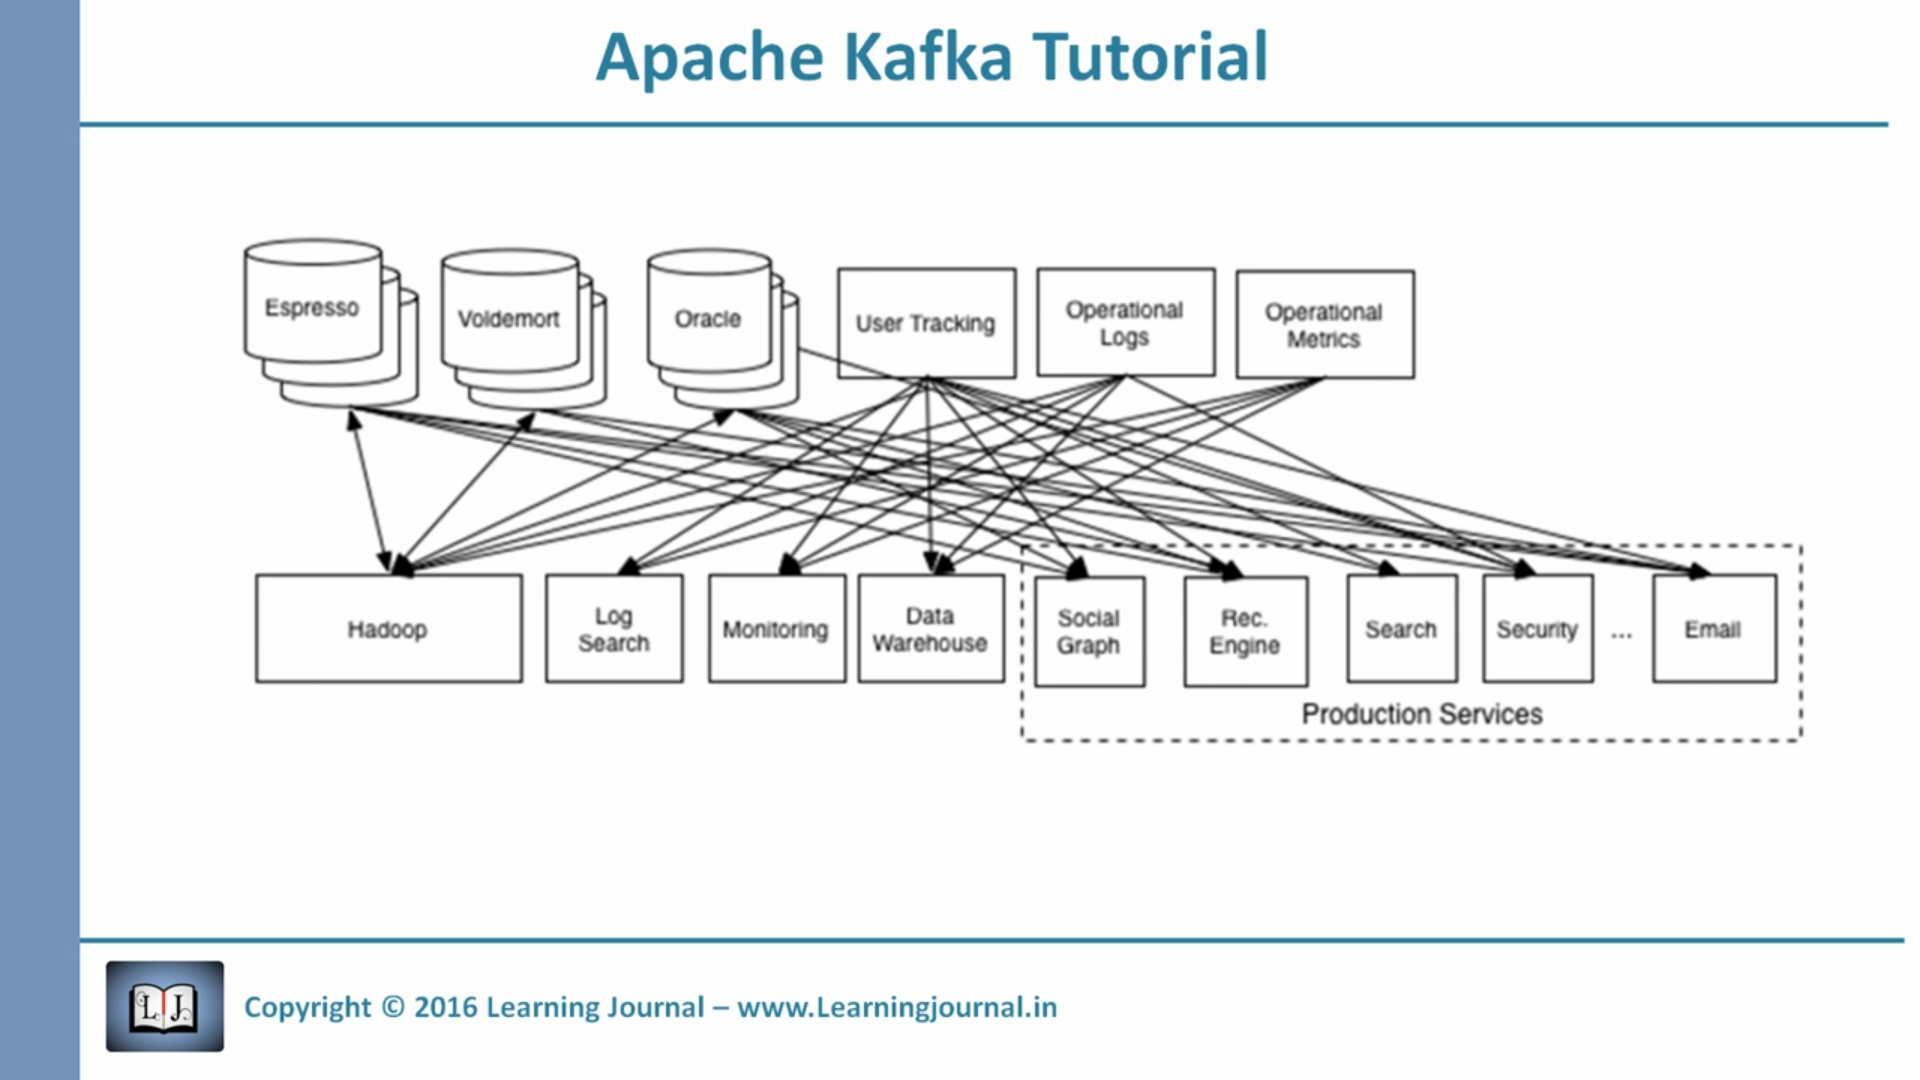 Apache Kafka Tutorial
Espresso
Voldemort
Oracle
User Tracking
Operational
Logs
Operational
Metrics
Hadoop
Log
Search
Monitoring
Data
Warehouse
Social
Graph
Rec.
Engine
Search
Security
...
Email
Production Services
L J
Copyright © 2016 Learning Journal – www.Learningjournal.in